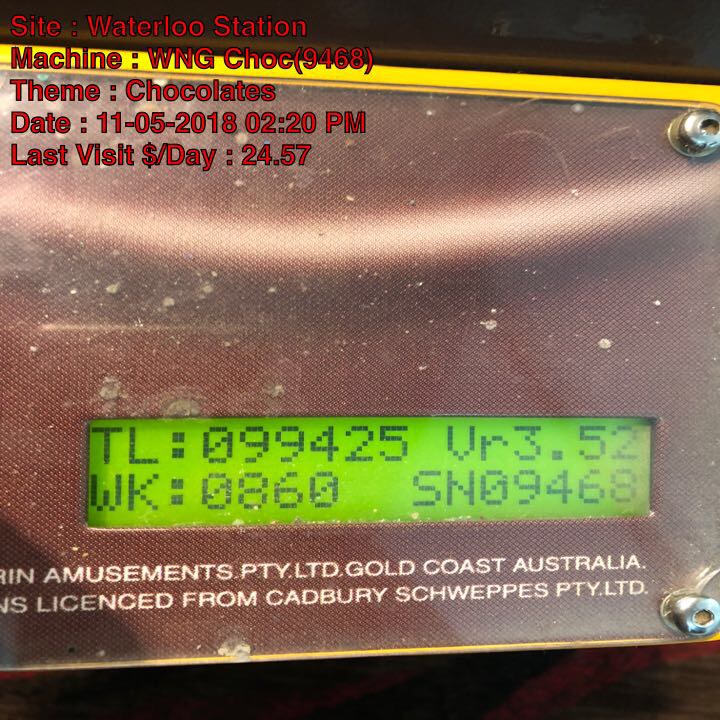 Site : Waterloo Station
Machine : WNG Choc(9468)
Theme : Chocolates
Date : 11-05-2018 02:20 PM
Last Visit $/Day : 24.57
TL:099425 Vr3.52
WK:0860 SN09468
AMUSEMENTS.PTY.LTD.GOLD COAST AUSTRALIA.
LICENCED FROM CADBURY SCHWEPPES PTY.LTD.